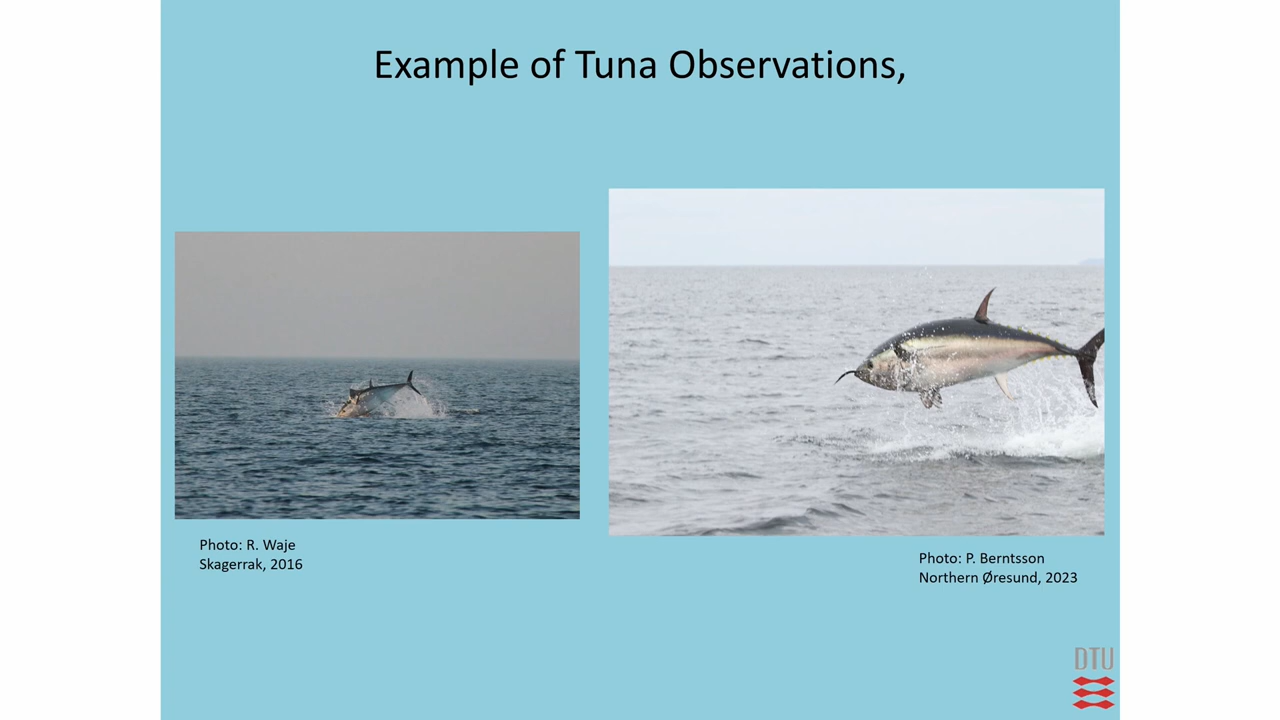 Example of Tuna Observations,
Photo: R. Waje
Skagerrak, 2016
Photo: P. Berntsson
Northern Øresund, 2023
DTU